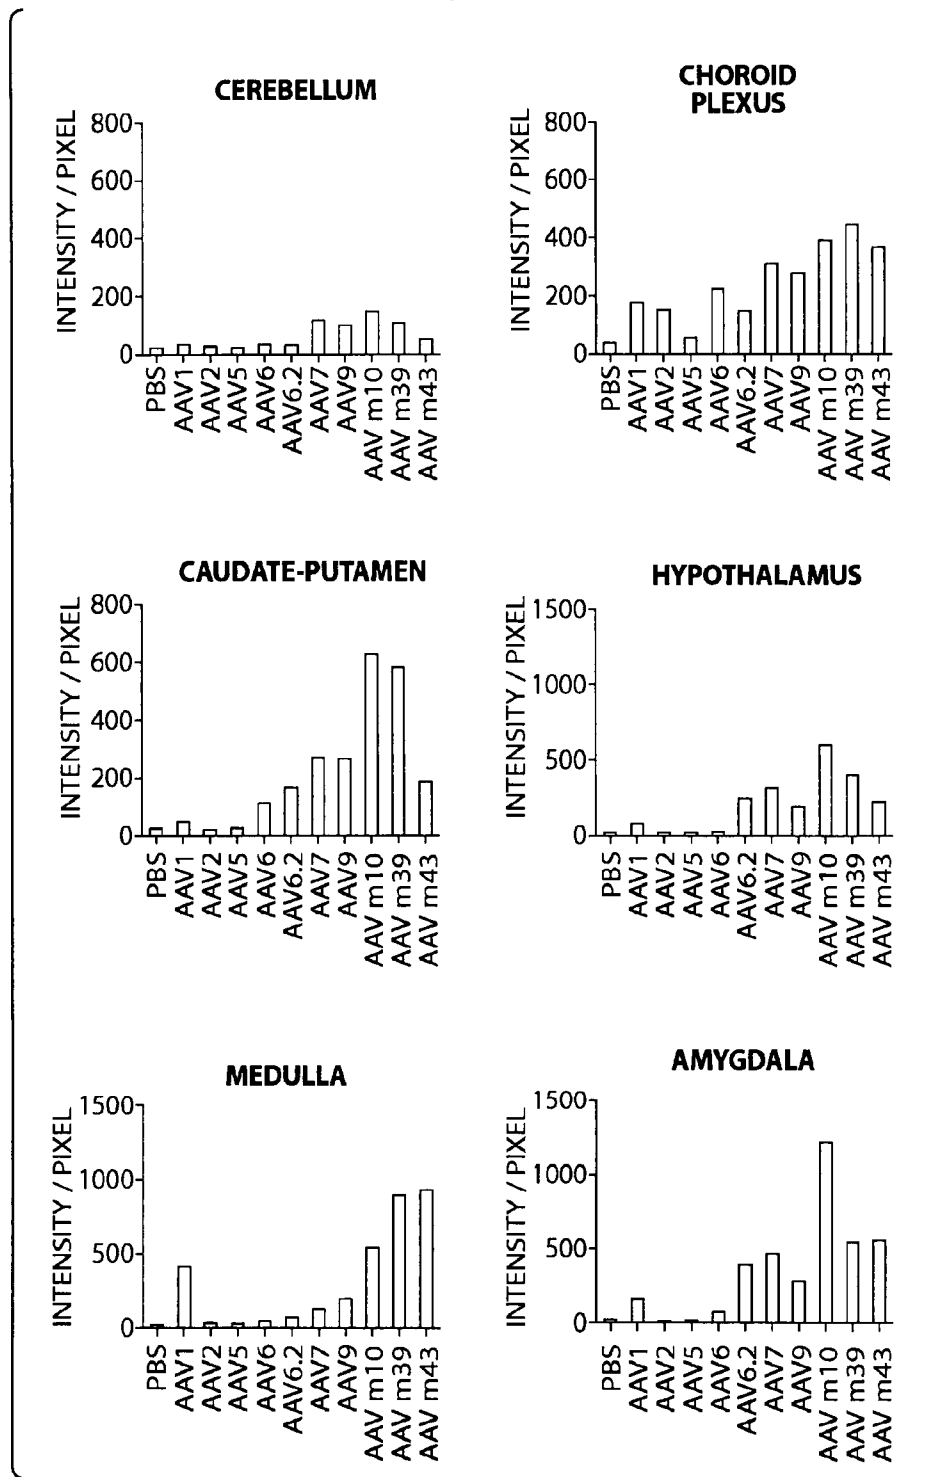 CEREBELLUM
INTENSITY / PIXEL
800
600
400
200
0
PBS
AAV1
AAV2
AAV5
AAV6
AAV6.2
AAV7
AAV9
AAV m10
AAV m39
AAV m43
CHOROID
PLEXUS
INTENSITY / PIXEL
800
600
400
200
0
PBS
AAV1
AAV2
AAV5
AAV6
AAV6.2
AAV7
AAV9
AAV m10
AAV m39
AAV m43
CAUDATE-PUTAMEN
INTENSITY / PIXEL
800
600
400
200
0
PBS
AAV1
AAV2
AAV5
AAV6
AAV6.2
AAV7
AAV9
AAV m10
AAV m39
AAV m43
HYPOTHALAMUS
INTENSITY / PIXEL
1500
1000
500
0
PBS
AAV1
AAV2
AAV5
AAV6
AAV6.2
AAV7
AAV9
AAV m10
AAV m39
AAV m43
MEDULLA
INTENSITY / PIXEL
1500
1000
500
0
PBS
AAV1
AAV2
AAV5
AAV6
AAV6.2
AAV7
AAV9
AAV m10
AAV m39
AAV m43
AMYGDALA
INTENSITY / PIXEL
1500
1000
500
0
PBS
AAV1
AAV2
AAV5
AAV6
AAV6.2
AAV7
AAV9
AAV m10
AAV m39
AAV m43